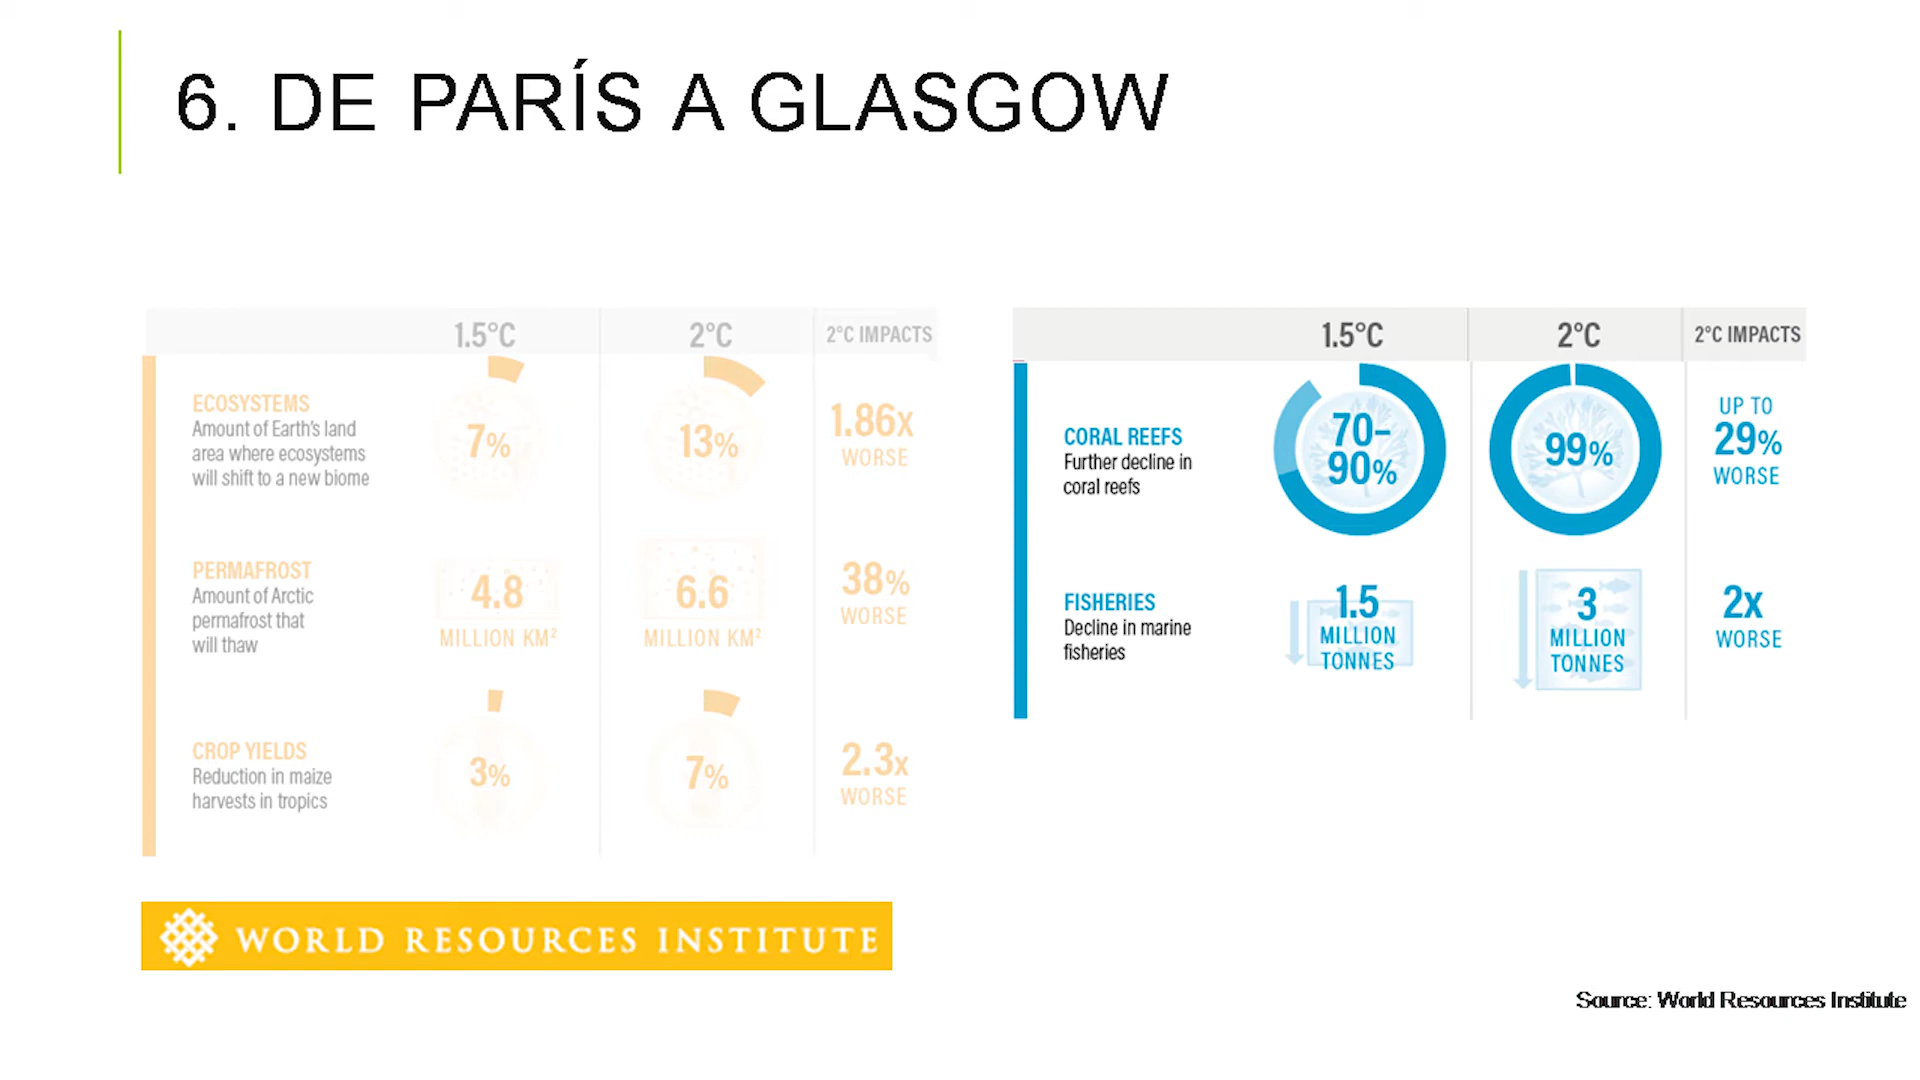 6. DE PARÍS A GLASGOW
1.5°C 2°C 2°C IMPACTS
ECOSYSTEMS
Amount of Earth's land
area where ecosystems
will shift to a new biome
7%
13%
1.86x
WORSE
PERMAFROST
Amount of Arctic
permafrost that
will thaw
4.8
MILLION KM²
6.6
MILLION KM²
38%
WORSE
CROP YIELDS
Reduction in maize
harvests in tropics
3%
7%
2.3x
WORSE
1.5°C 2°C 2°C IMPACTS
CORAL REEFS
Further decline in
coral reefs
70–
90%
99%
UP TO
29%
WORSE
FISHERIES
Decline in marine
fisheries
1.5
MILLION
TONNES
3
MILLION
TONNES
2x
WORSE
WORLD RESOURCES INSTITUTE
Source: World Resources Institute